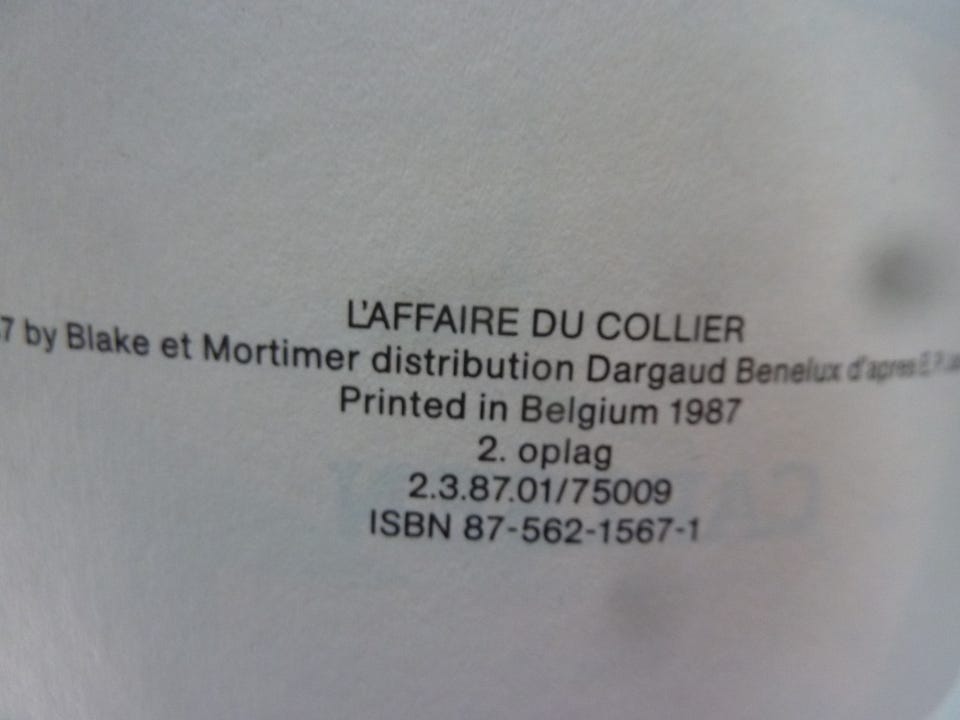 L'AFFAIRE DU COLLIER
7 by Blake et Mortimer distribution Dargaud Benelux d'apres E.P.
Printed in Belgium 1987
2. oplag
2.3.87.01/75009
ISBN 87-562-1567-1